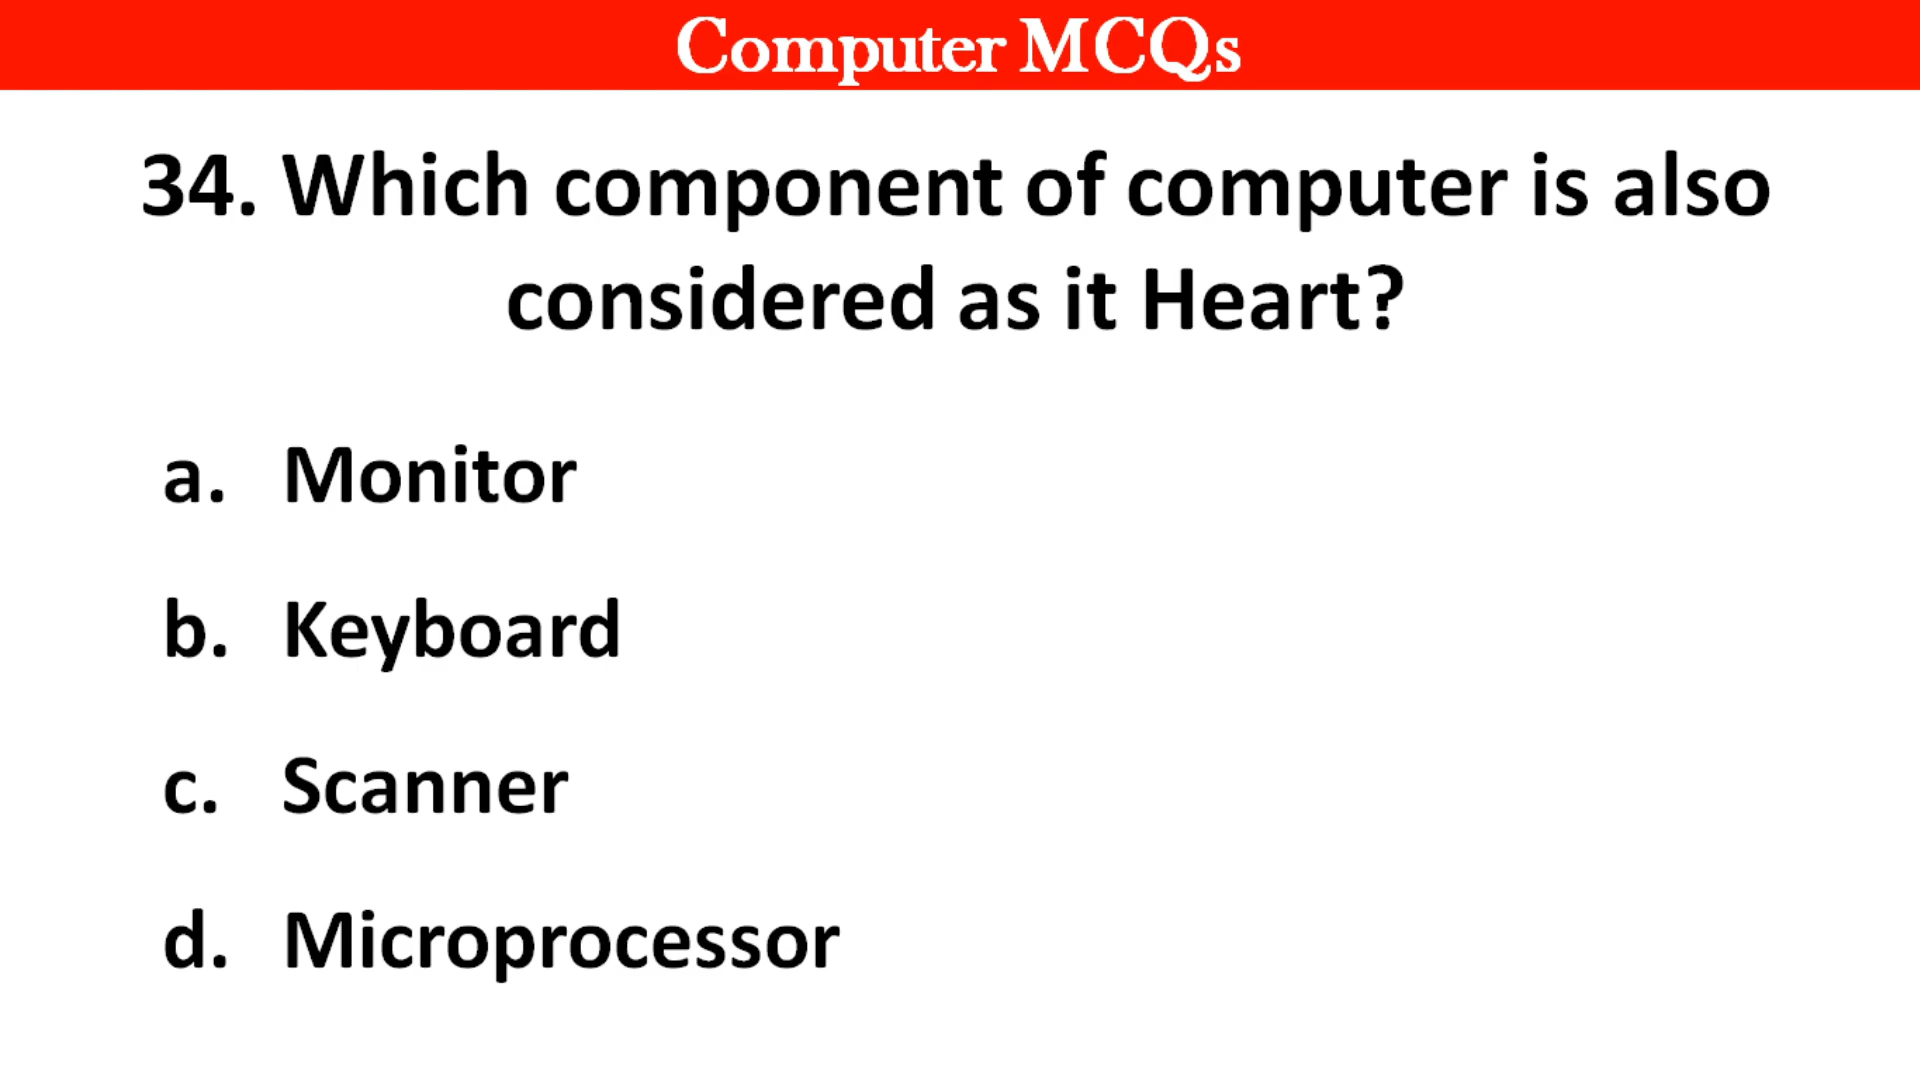 Computer MCQs
34. Which component of computer is also
considered as it Heart?
a. Monitor
b. Keyboard
c. Scanner
d. Microprocessor